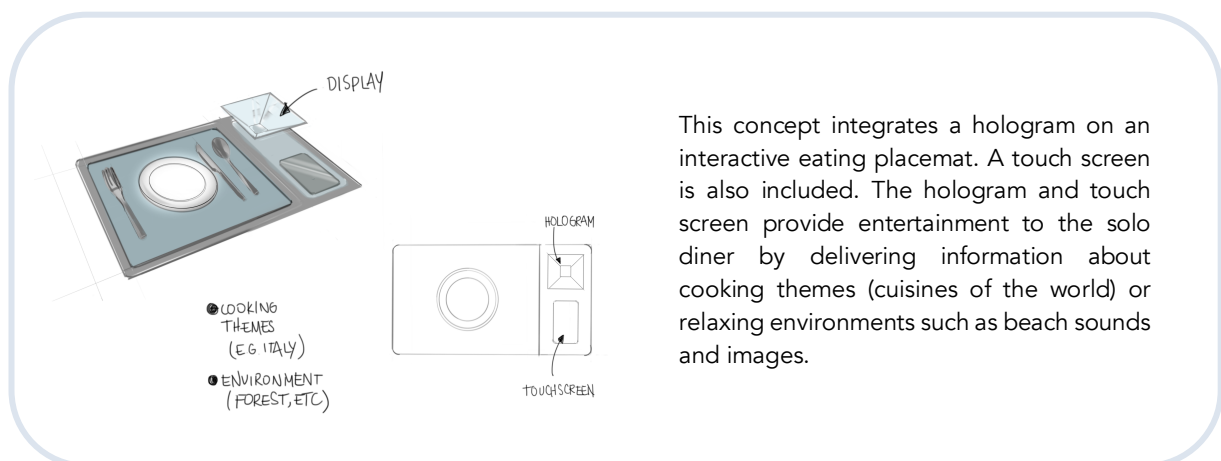 DISPLAY
HOLOGRAM
COOKING
THEMES
(EG ITALY)
ENVIRONMENT
(FOREST, ETC)
TOUCHSCREEN
This concept integrates a hologram on an
interactive eating placemat. A touch screen
is also included. The hologram and touch
screen provide entertainment to the solo
diner by delivering information about
cooking themes (cuisines of the world) or
relaxing environments such as beach sounds
and images.